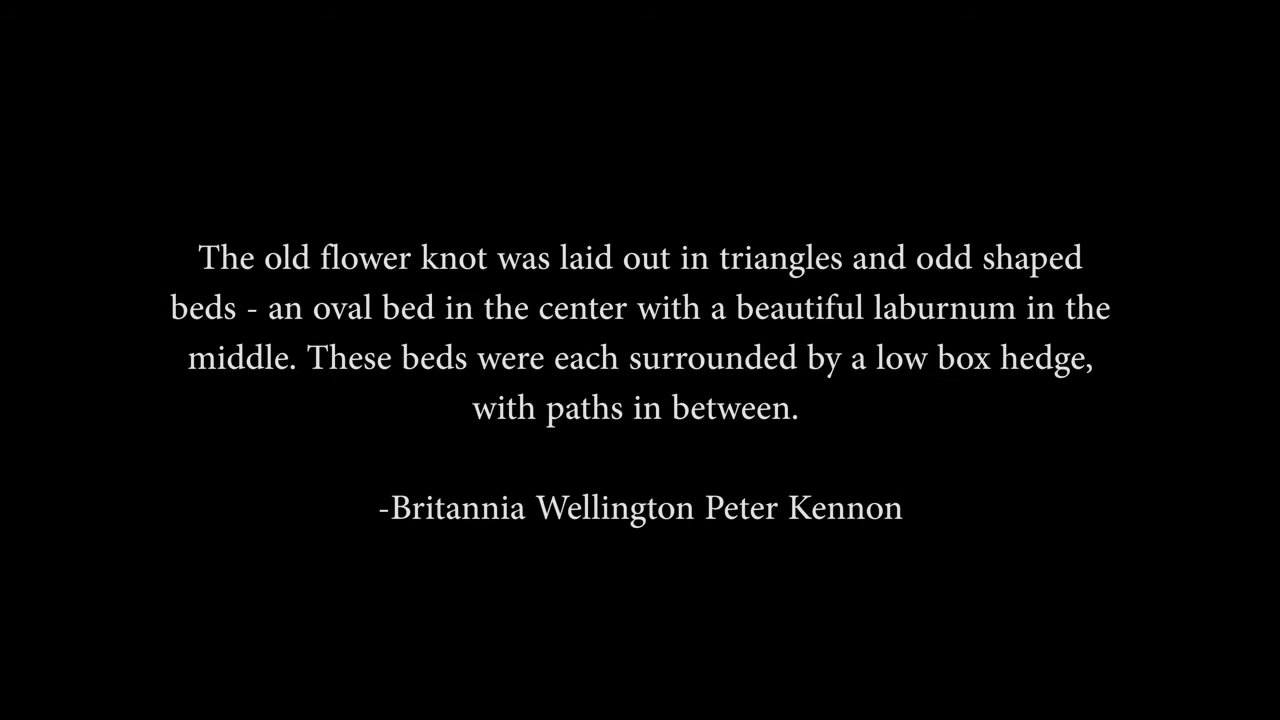 The old flower knot was laid out in triangles and odd shaped
beds - an oval bed in the center with a beautiful laburnum in the
middle. These beds were each surrounded by a low box hedge,
with paths in between.
-Britannia Wellington Peter Kennon